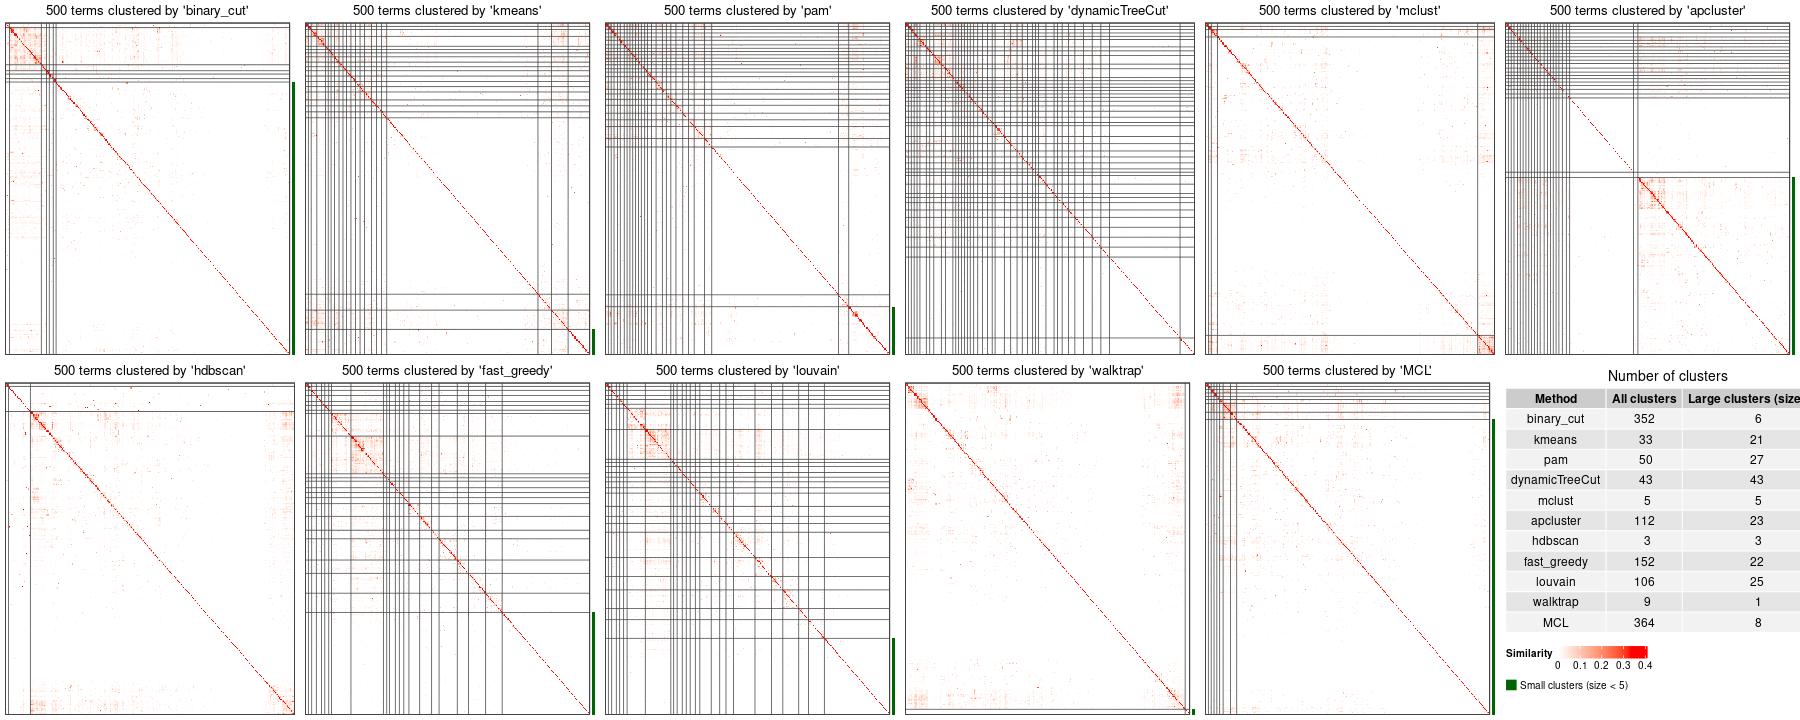 500 terms clustered by 'binary_cut'
500 terms clustered by 'kmeans'
500 terms clustered by 'pam'
500 terms clustered by 'dynamicTreeCut'
500 terms clustered by 'mclust'
500 terms clustered by 'apcluster'
500 terms clustered by 'hdbscan'
500 terms clustered by 'fast_greedy'
500 terms clustered by 'louvain'
500 terms clustered by 'walktrap'
500 terms clustered by 'MCL'
Number of clusters
Method All clusters Large clusters (size
binary_cut 352 6
kmeans 33 21
pam 50 27
dynamicTreeCut 43 43
mclust 5 5
apcluster 112 23
hdbscan 3 3
fast_greedy 152 22
louvain 106 25
walktrap 9 1
MCL 364 8
Similarity
0 0.1 0.2 0.3 0.4
Small clusters (size < 5)